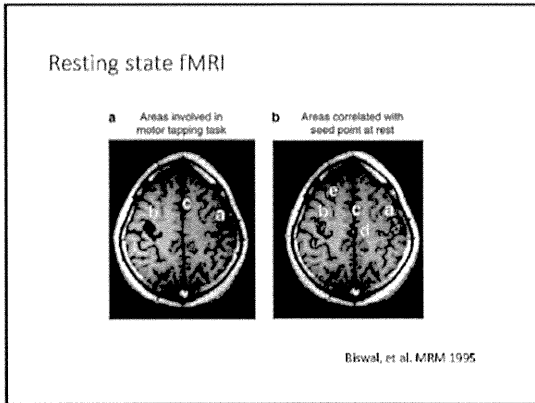 Resting state fMRI
a Areas involved in
motor tapping task
b Areas correlated with
seed point at rest
b c a
e
b c a
d
Biswal, et al. MRM 1995